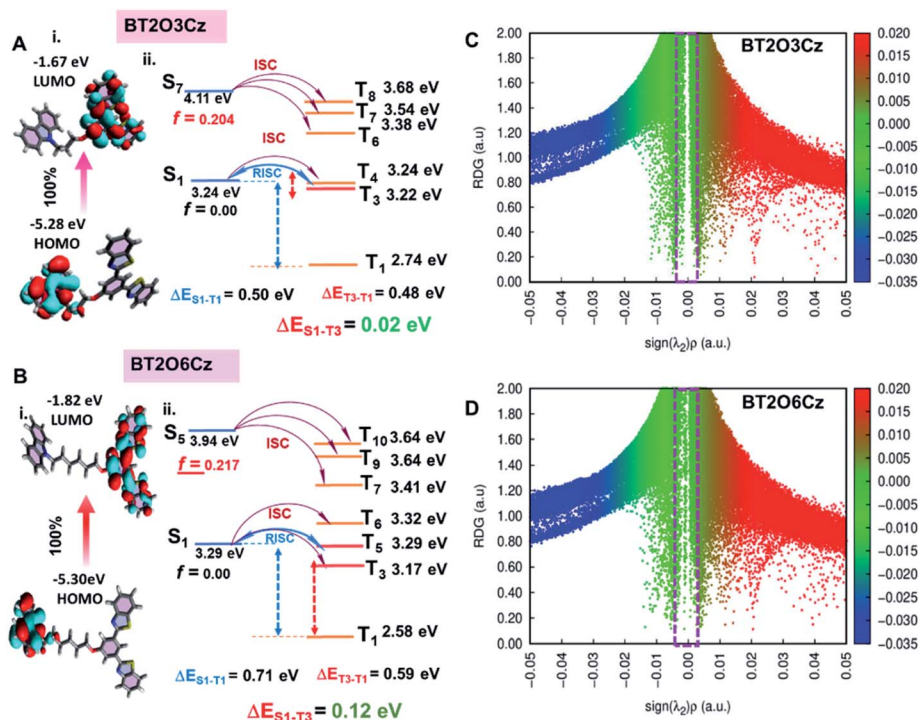 A
i.
BT2O3Cz
-1.67 eV
LUMO
100%
-5.28 eV
HOMO
ii.
ISC
S7
4.11 eV
f = 0.204
T8 3.68 eV
T7 3.54 eV
T6 3.38 eV
ISC
RISC
S1
3.24 eV
f = 0.00
T4 3.24 eV
T3 3.22 eV
T1 2.74 eV
ΔES1-T1 = 0.50 eV
ΔET3-T1 = 0.48 eV
ΔES1-T3 = 0.02 eV
B
BT2O6Cz
i.
-1.82 eV
LUMO
100%
-5.30eV
HOMO
ii.
S5
3.94 eV
f = 0.217
ISC
T10 3.64 eV
T9 3.64 eV
T7 3.41 eV
ISC
RISC
S1
3.29 eV
f = 0.00
T6 3.32 eV
T5 3.29 eV
T3 3.17 eV
T1 2.58 eV
ΔES1-T1 = 0.71 eV
ΔET3-T1 = 0.59 eV
ΔES1-T3 = 0.12 eV
C
BT2O3Cz
RDG (a.u)
2.00
1.80
1.60
1.40
1.20
1.00
0.80
0.60
0.40
0.20
0.00
-0.05
-0.04
-0.03
-0.02
-0.01
0.00
0.01
0.02
0.03
0.04
0.05
sign(λ2)ρ (a.u.)
0.020
0.015
0.010
0.005
0.000
-0.005
-0.010
-0.015
-0.020
-0.025
-0.030
-0.035
D
BT2O6Cz
RDG (a.u)
2.00
1.80
1.60
1.40
1.20
1.00
0.80
0.60
0.40
0.20
0.00
-0.05
-0.04
-0.03
-0.02
-0.01
0.00
0.01
0.02
0.03
0.04
0.05
sign(λ2)ρ (a.u.)
0.020
0.015
0.010
0.005
0.000
-0.005
-0.010
-0.015
-0.020
-0.025
-0.030
-0.035